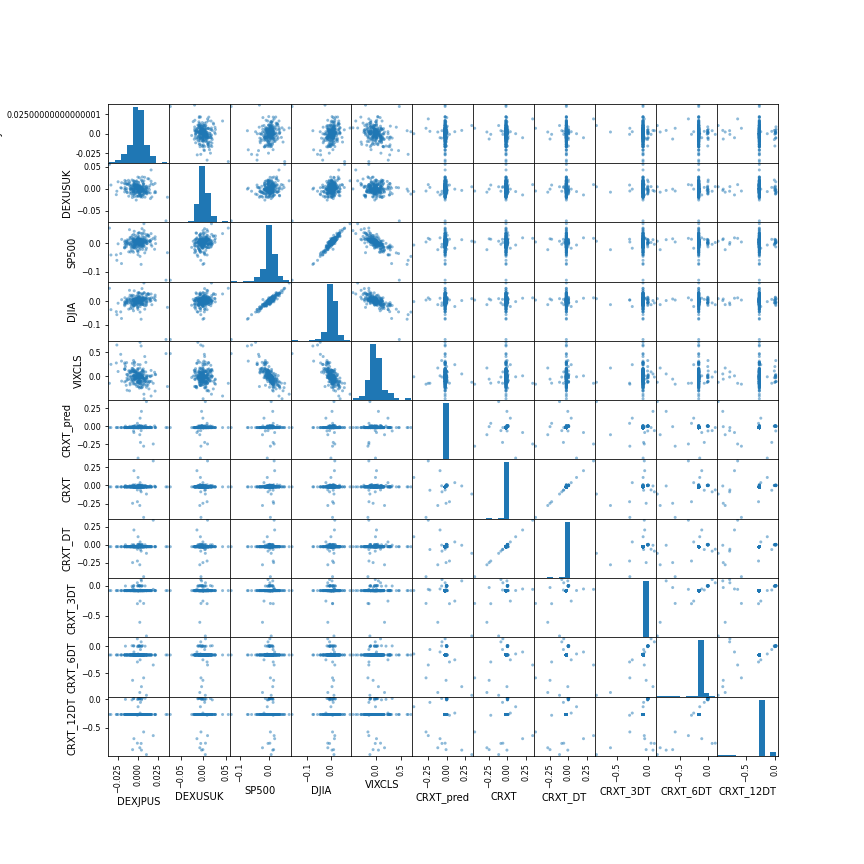 0.02500000000000001
0.0
−0.025
DEXUSUK
0.05
0.00
−0.05
SP500
0.0
−0.1
DJIA
0.0
−0.1
VIXCLS
0.5
0.0
CRXT_pred
0.25
0.00
−0.25
CRXT
0.25
0.00
−0.25
CRXT_DT
0.25
0.00
−0.25
CRXT_3DT
0.0
−0.5
CRXT_6DT
0.0
−0.5
CRXT_12DT
0.0
−0.5
−0.025 0.000 0.025
DEXJPUS
−0.05 0.00 0.05
DEXUSUK
−0.1 0.0
SP500
−0.1 0.0
DJIA
0.0 0.5
VIXCLS
−0.25 0.00 0.25
CRXT_pred
−0.25 0.00 0.25
CRXT
−0.25 0.00 0.25
CRXT_DT
−0.5 0.0
CRXT_3DT
−0.5 0.0
CRXT_6DT
−0.5 0.0
CRXT_12DT